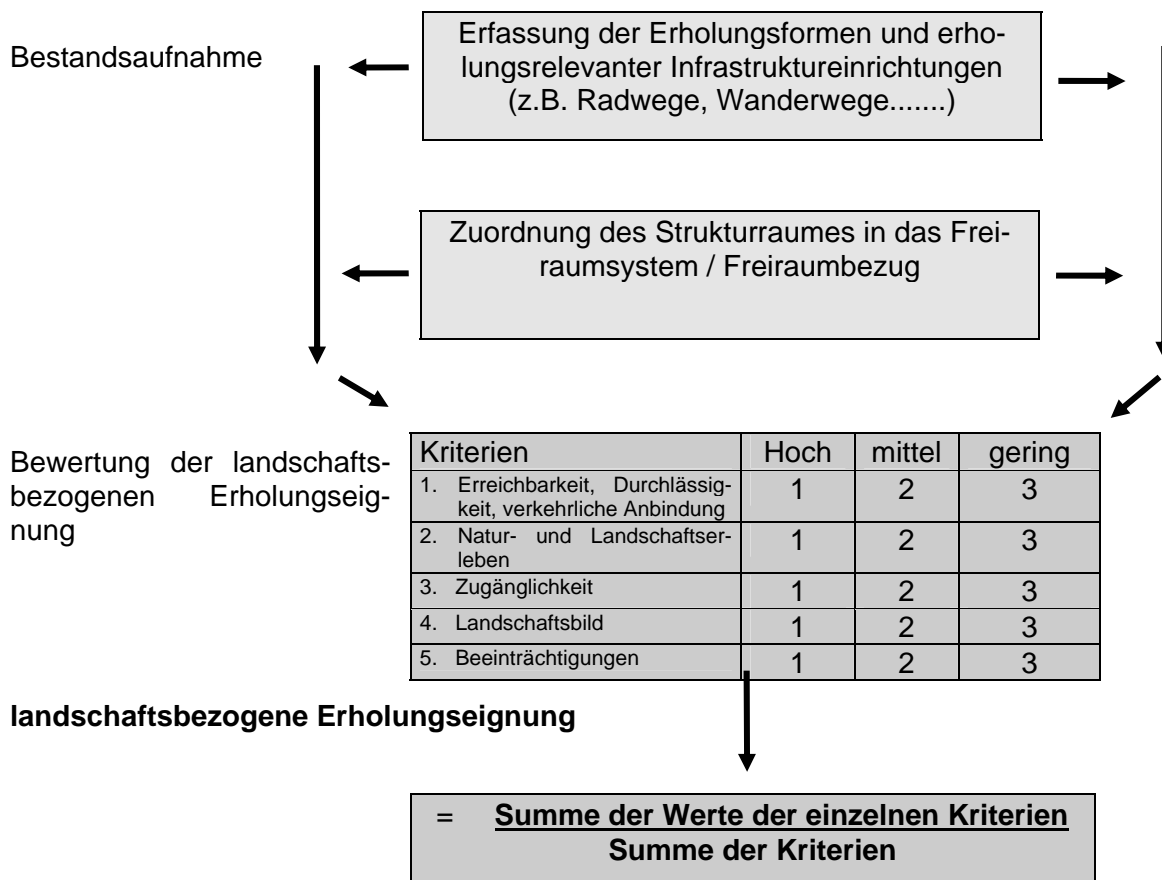 Bestandsaufnahme
Erfassung der Erholungsformen und erho-
lungsrelevanter Infrastruktureinrichtungen
(z.B. Radwege, Wanderwege.......)
Zuordnung des Strukturraumes in das Frei-
raumsystem / Freiraumbezug
Bewertung der landschafts-
bezogenen Erholungseig-
nung
Kriterien Hoch mittel gering
1. Erreichbarkeit, Durchlässig-
keit, verkehrliche Anbindung 1 2 3
2. Natur- und Landschaftser-
leben 1 2 3
3. Zugänglichkeit 1 2 3
4. Landschaftsbild 1 2 3
5. Beeinträchtigungen 1 2 3
landschaftsbezogene Erholungseignung
= Summe der Werte der einzelnen Kriterien
Summe der Kriterien